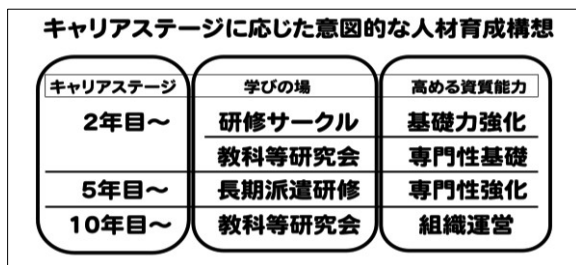 キャリアステージに応じた意図的な人材育成構想
キャリアステージ 学びの場 高める資質能力
2年目～ 研修サークル 基礎力強化
教科等研究会 専門性基礎
5年目～ 長期派遣研修 専門性強化
10年目～ 教科等研究会 組織運営